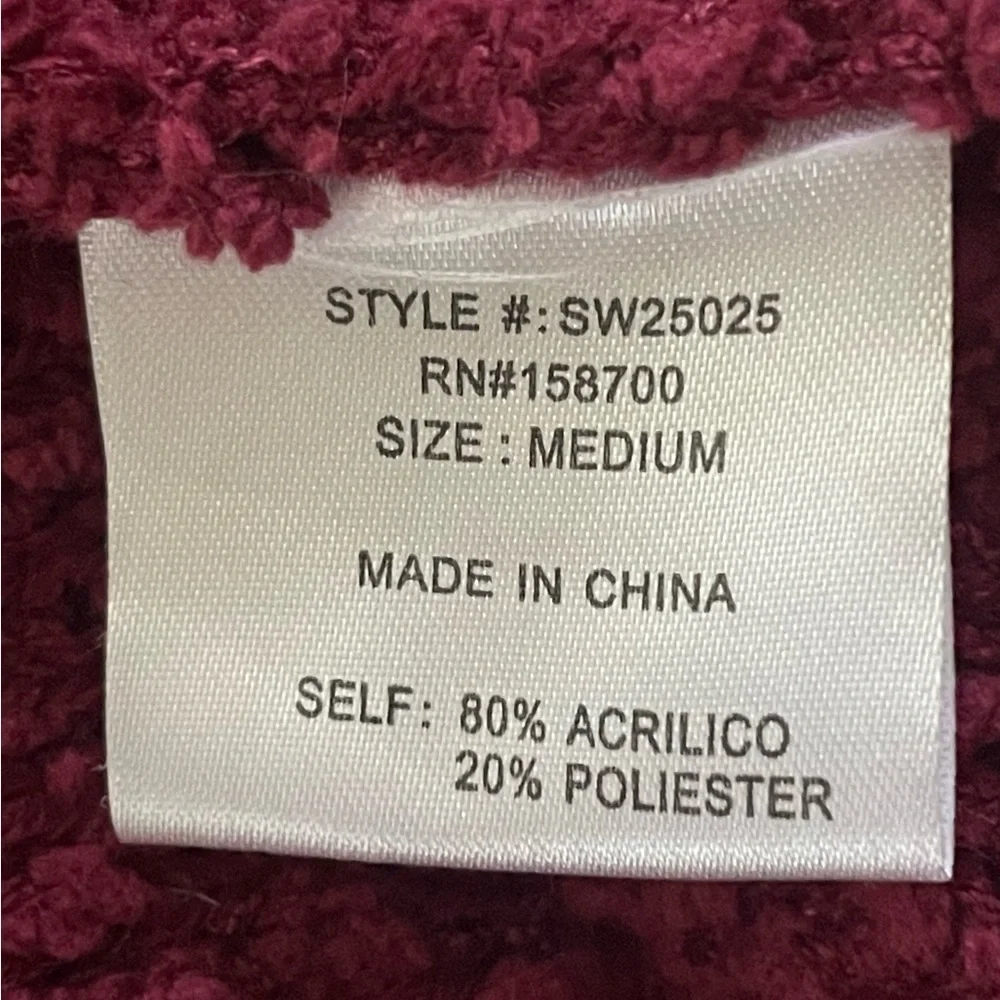 STYLE #: SW25025
RN#158700
SIZE : MEDIUM
MADE IN CHINA
SELF: 80% ACRILICO
20% POLIESTER